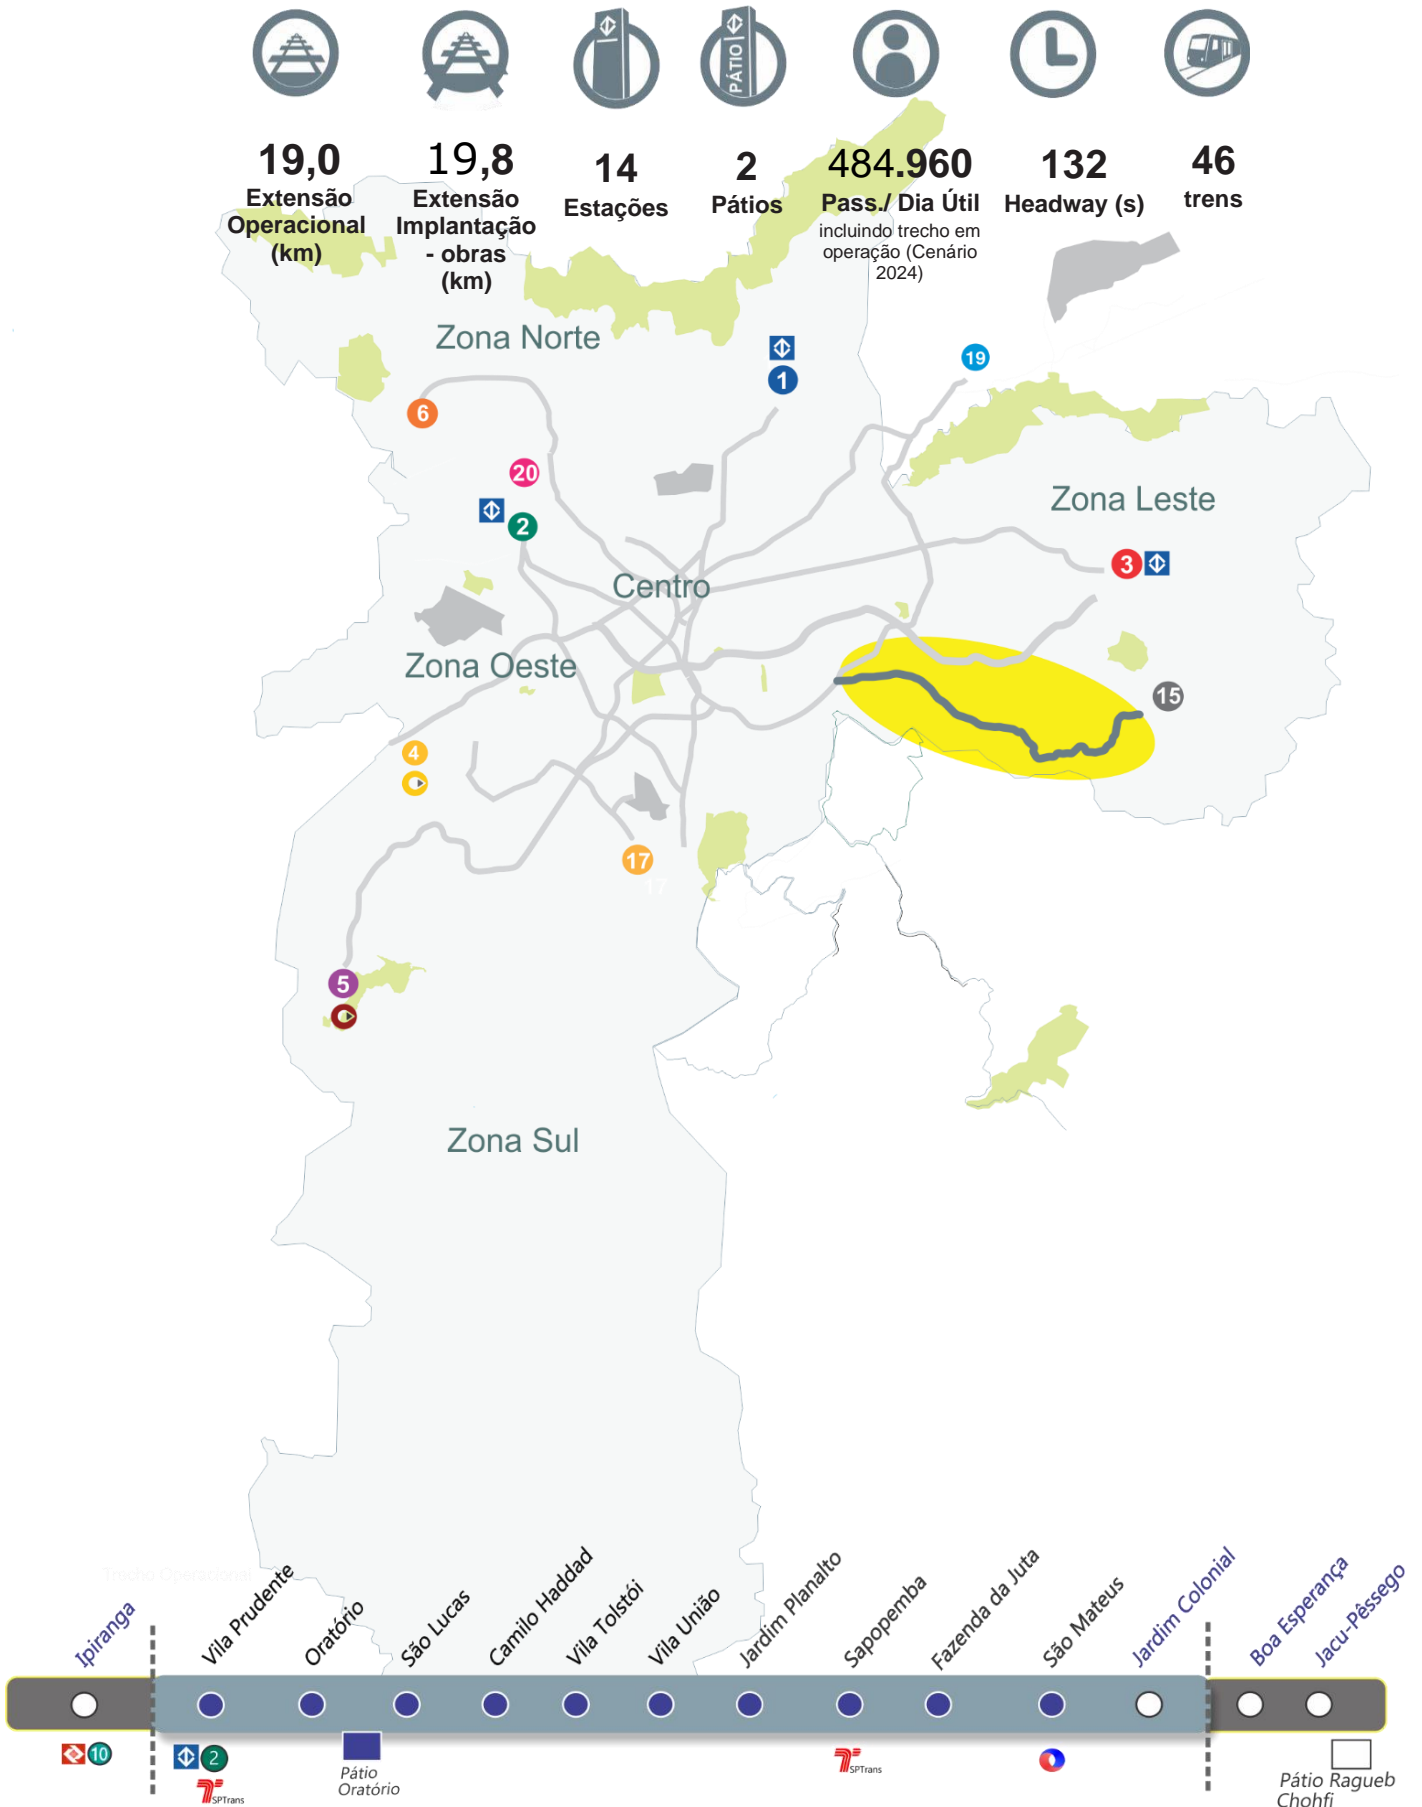 PÁTIO
19,0
Extensão
Operacional
(km)
19,8
Extensão
Implantação
- obras
(km)
14
Estações
2
Pátios
484.960
Pass./ Dia Útil
incluindo trecho em
operação (Cenário
2024)
132
Headway (s)
46
trens
Zona Norte
1
19
6
20
2
Zona Leste
3
Centro
Zona Oeste
15
4
17
17
5
Zona Sul
Trecho Operacional
Ipiranga
Vila Prudente
Oratório
São Lucas
Camilo Haddad
Vila Tolstói
Vila União
Jardim Planalto
Sapopemba
Fazenda da Juta
São Mateus
Jardim Colonial
Boa Esperança
Jacu-Pêssego
10
2
SPTrans
Pátio
Oratório
SPTrans
Pátio Ragueb
Chohfi